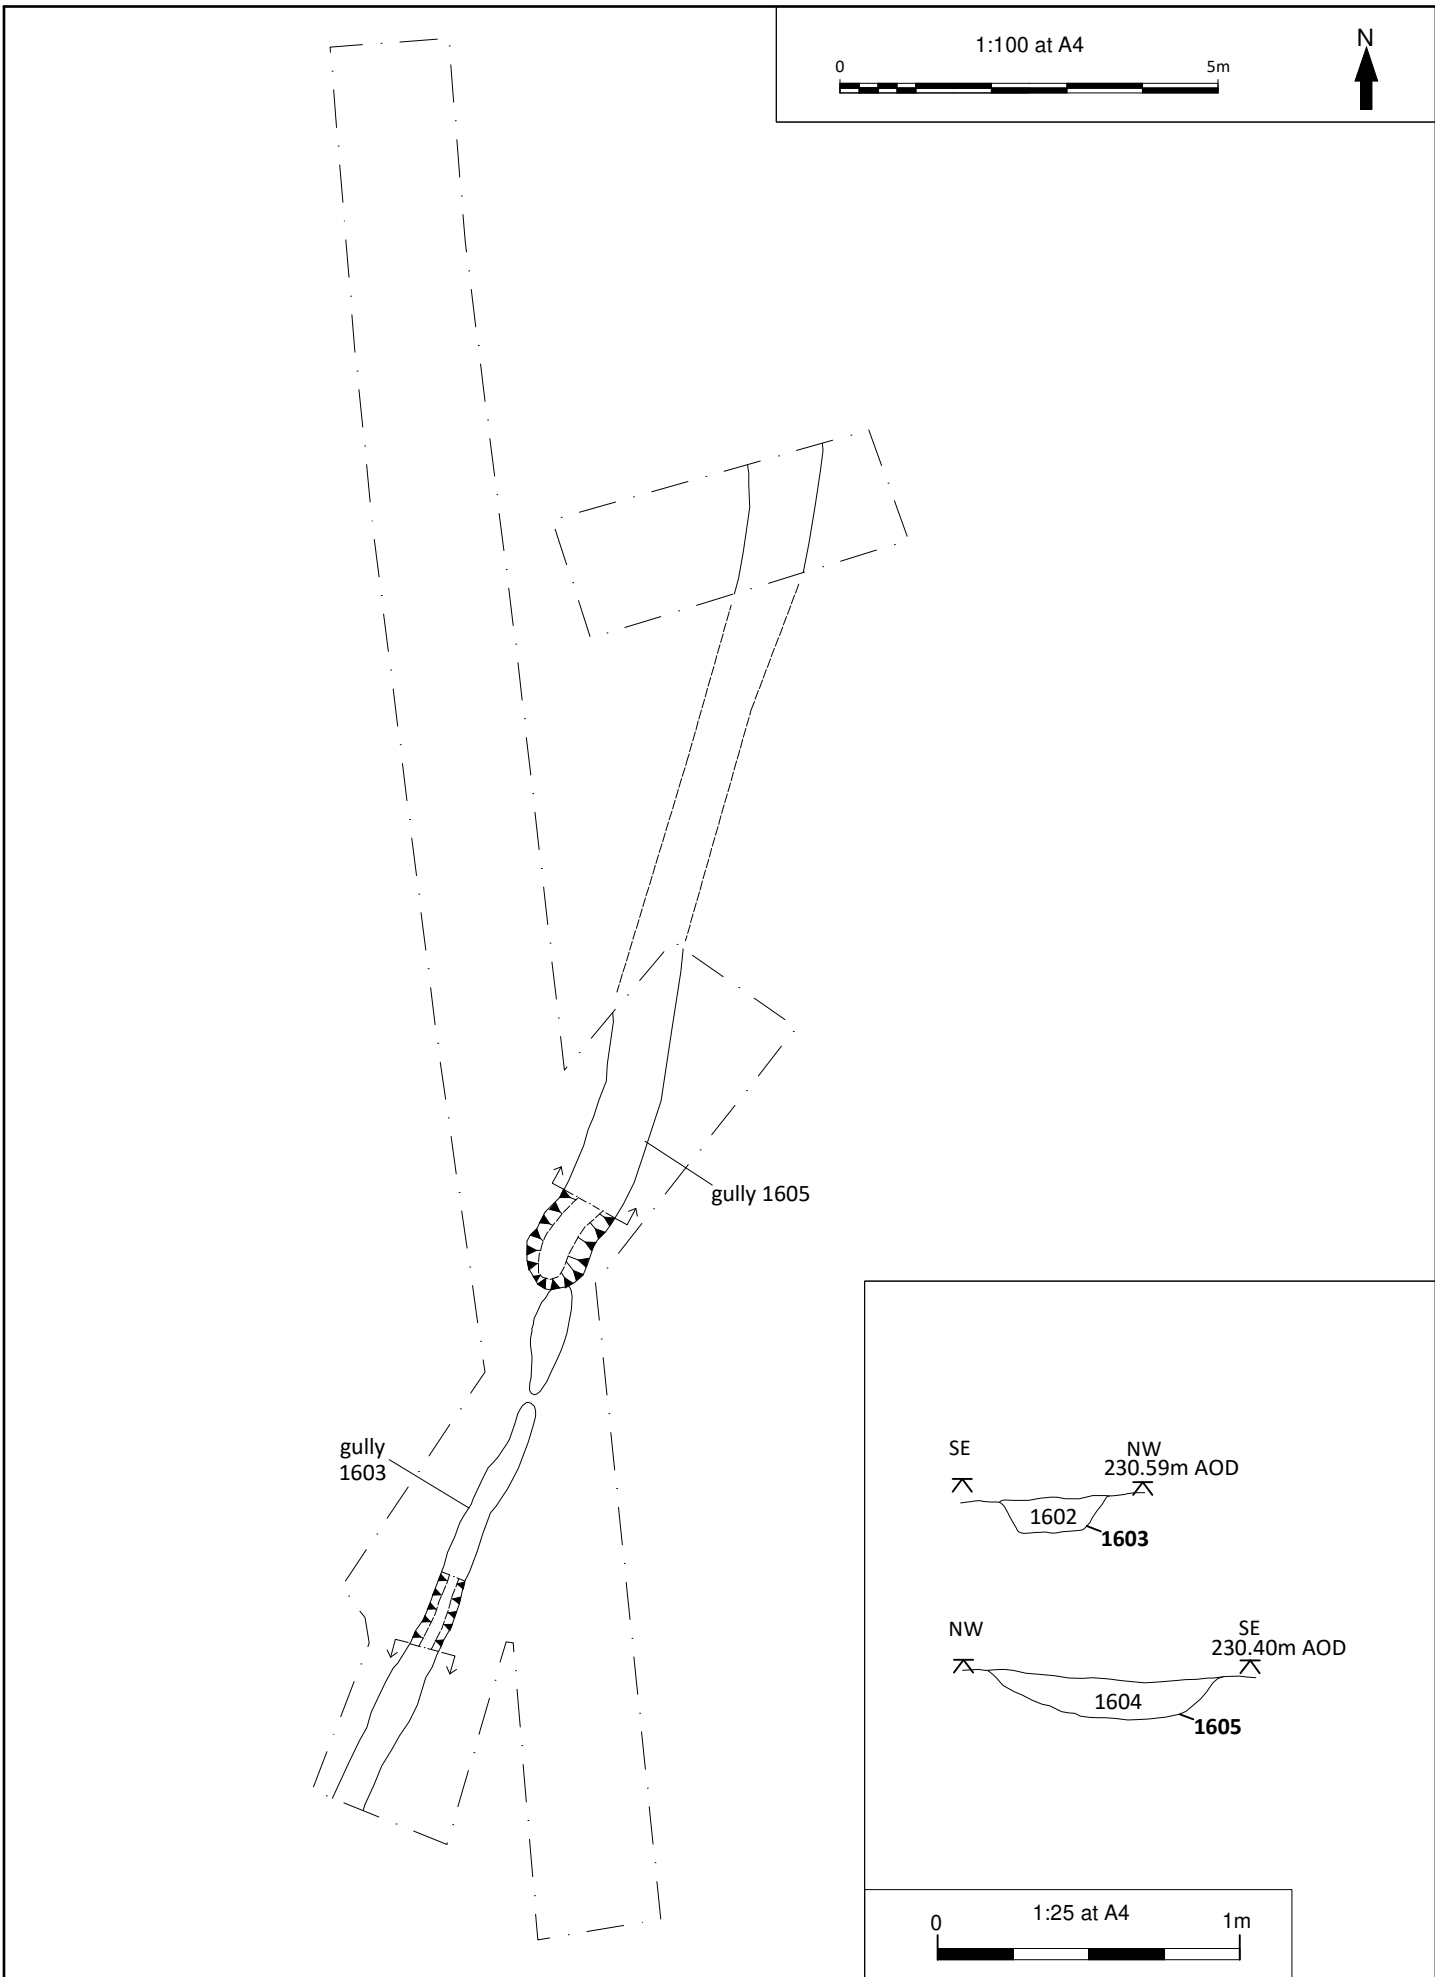 1:100 at A4
N
0 5m
gully 1605
gully
1603
SE NW
230.59m AOD
1602
1603
NW SE
230.40m AOD
1604
1605
1:25 at A4
0 1m